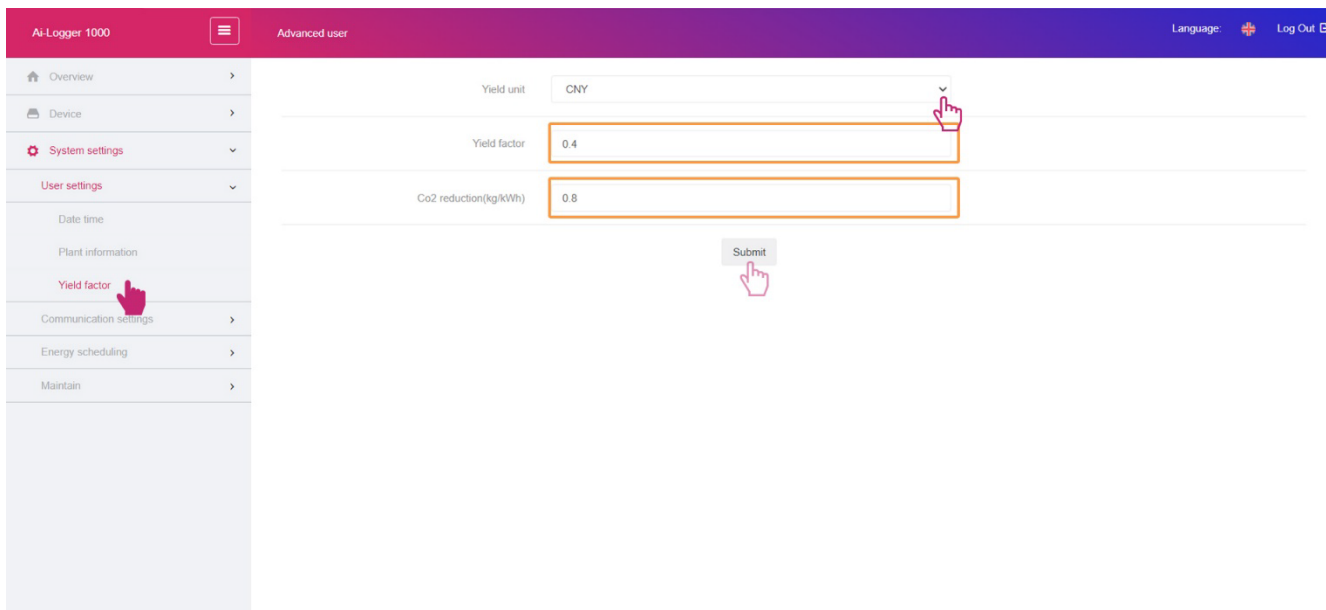 Ai-Logger 1000
Advanced user
Language:
Log Out
Overview
Device
System settings
User settings
Date time
Plant information
Yield factor
Communication settings
Energy scheduling
Maintain
Yield unit
CNY
Yield factor
0.4
Co2 reduction(kg/kWh)
0.8
Submit